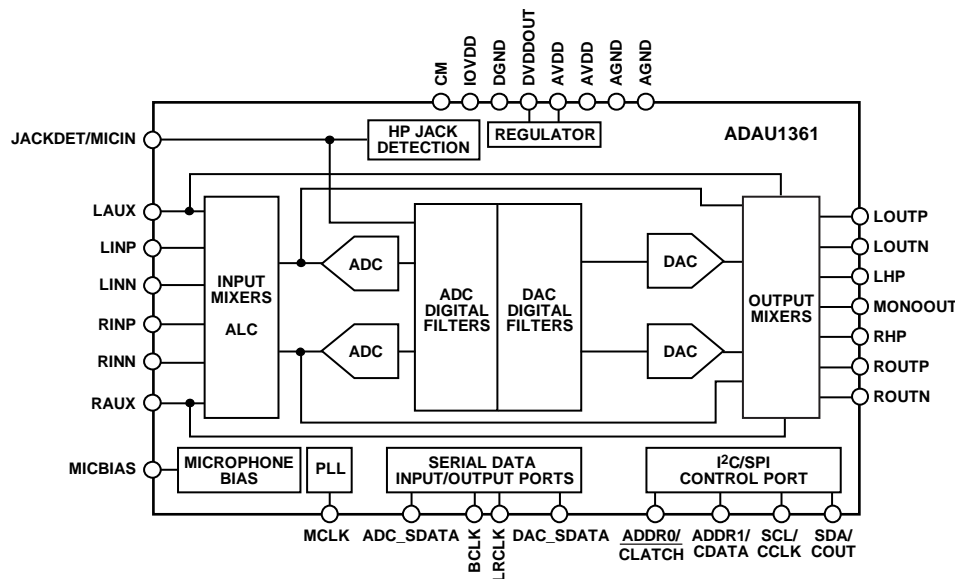 CM
IOVDD
DGND
DVDDOUT
AVDD
AVDD
AGND
AGND
JACKDET/MICIN
HP JACK
DETECTION
REGULATOR
ADAU1361
LAUX
LINP
LINN
RINP
RINN
RAUX
MICBIAS
INPUT
MIXERS
ALC
ADC
ADC
ADC
DIGITAL
FILTERS
DAC
DIGITAL
FILTERS
DAC
DAC
OUTPUT
MIXERS
LOUTP
LOUTN
LHP
MONOOUT
RHP
ROUTP
ROUTN
MICROPHONE
BIAS
PLL
SERIAL DATA
INPUT/OUTPUT PORTS
I²C/SPI
CONTROL PORT
MCLK
ADC_SDATA
BCLK
LRCLK
DAC_SDATA
ADDR0/
CLATCH
ADDR1/
CDATA
SCL/
CCLK
SDA/
COUT